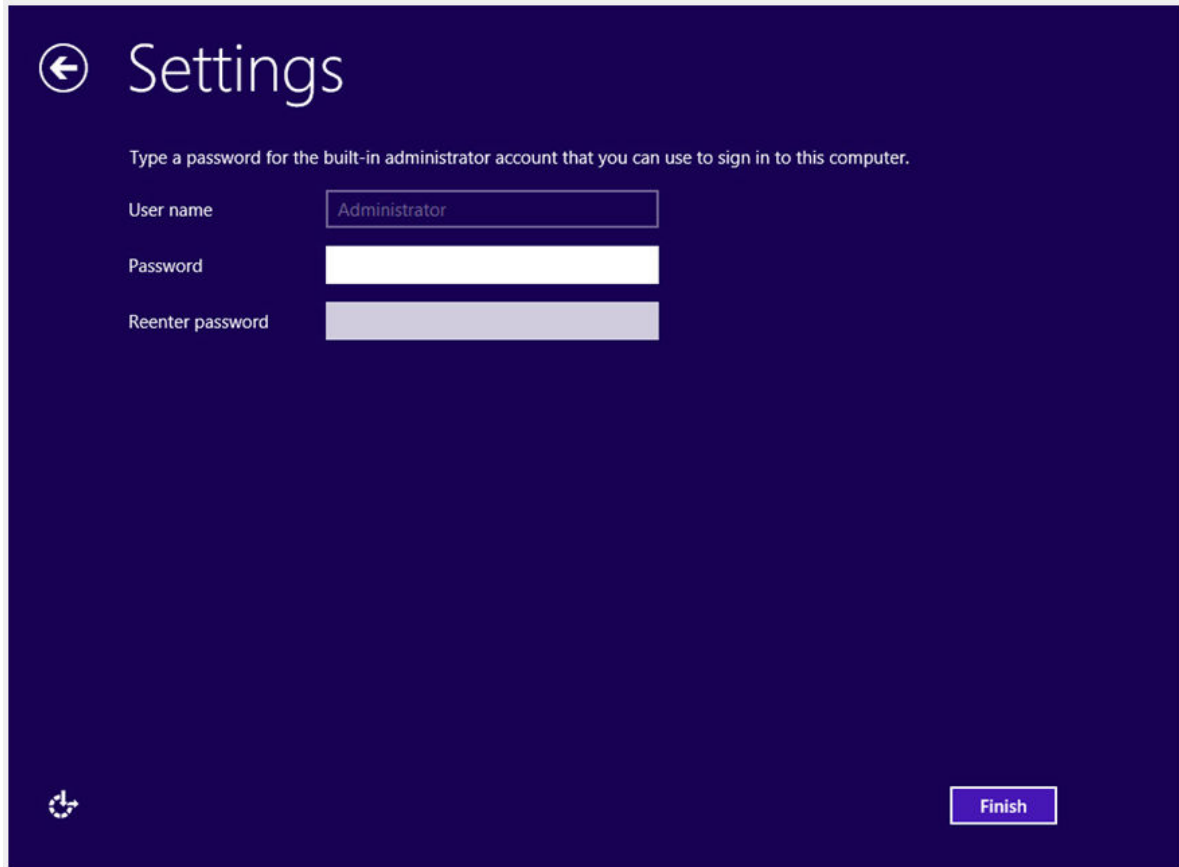 Settings
Type a password for the built-in administrator account that you can use to sign in to this computer.
User name
Administrator
Password
Reenter password
Finish